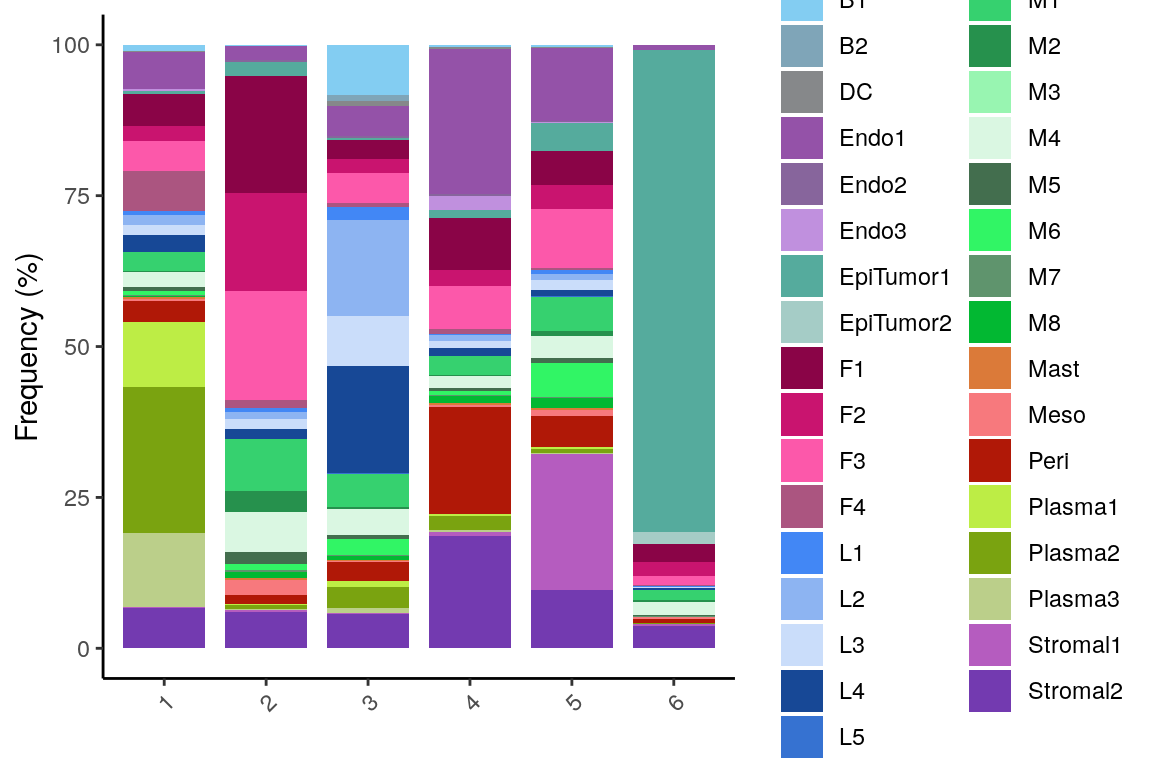 Frequency (%)
100
75
50
25
0
1
2
3
4
5
6
B1
B2
DC
Endo1
Endo2
Endo3
EpiTumor1
EpiTumor2
F1
F2
F3
F4
L1
L2
L3
L4
L5
M1
M2
M3
M4
M5
M6
M7
M8
Mast
Meso
Peri
Plasma1
Plasma2
Plasma3
Stromal1
Stromal2